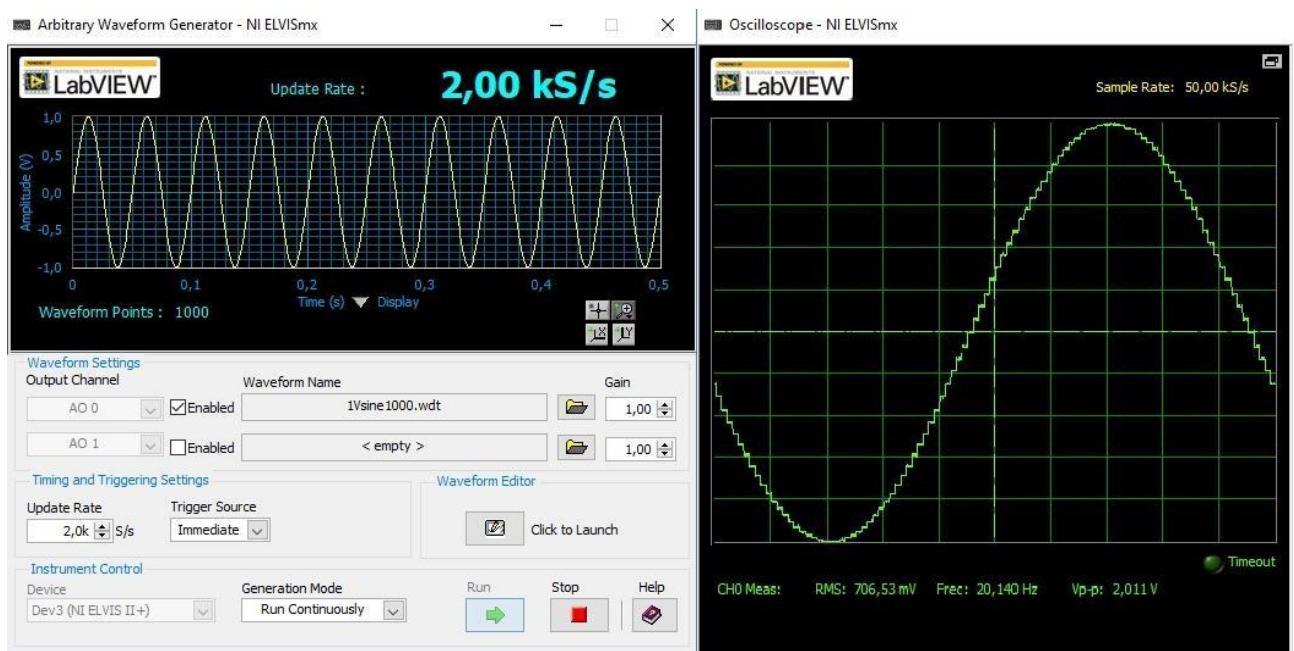 Arbitrary Waveform Generator - NI ELVISmx
LabVIEW
Update Rate :
2,00 kS/s
Amplitude (V)
1,0
0,5
0,0
-0,5
-1,0
0
0,1
0,2
0,3
0,4
0,5
Time (s)
Display
Waveform Points : 1000
Waveform Settings
Output Channel
Waveform Name
Gain
AO 0
Enabled
1Vsine1000.wdt
1,00
AO 1
Enabled
< empty >
1,00
Timing and Triggering Settings
Update Rate
Trigger Source
2,0k S/s
Immediate
Waveform Editor
Click to Launch
Instrument Control
Device
Generation Mode
Run
Stop
Help
Dev3 (NI ELVIS II+)
Run Continuously
Oscilloscope - NI ELVISmx
LabVIEW
Sample Rate: 50,00 kS/s
Timeout
CH0 Meas: RMS: 706,53 mV Frec: 20,140 Hz Vp-p: 2,011 V